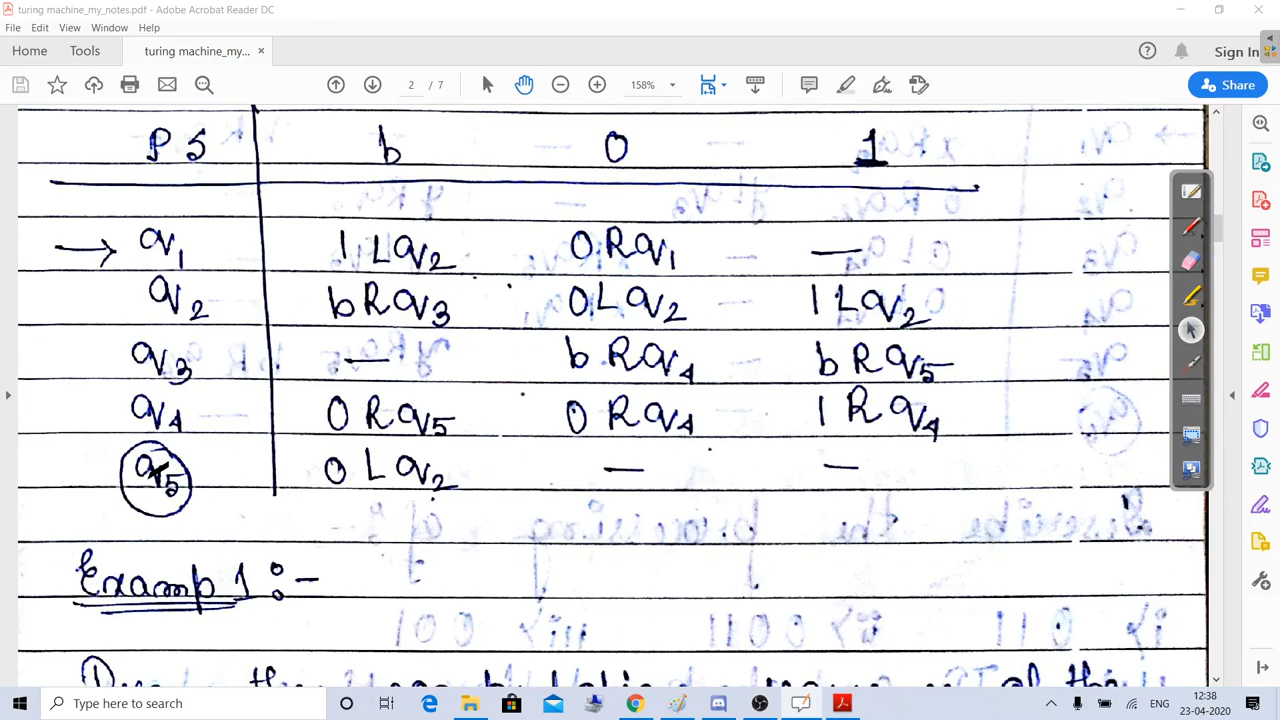 turing machine_my_notes.pdf - Adobe Acrobat Reader DC
File Edit View Window Help
Home Tools turing machine_my... × Sign In
2 / 7 158% Share
PS b 0 1
→ q1 1Lq2 0Rq1 —
q2 bRq3 0Lq2 1Lq2
q3 — bRq4 bRq5
q4 0Rq5 0Rq4 1Rq4
q5 0Lq2 — —
Examp 1 :-
Type here to search ENG 12:38
23-04-2020